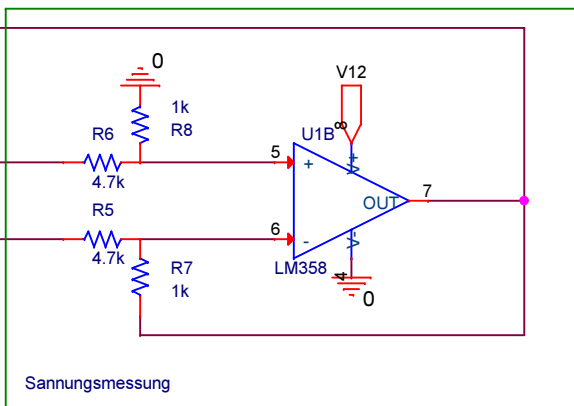 0
V12
1k
R8
8
U1B
R6
5
+
V+
4.7k
7
OUT
R5
6
-
V-
4.7k
LM358
R7
1k
4
0
Sannungsmessung